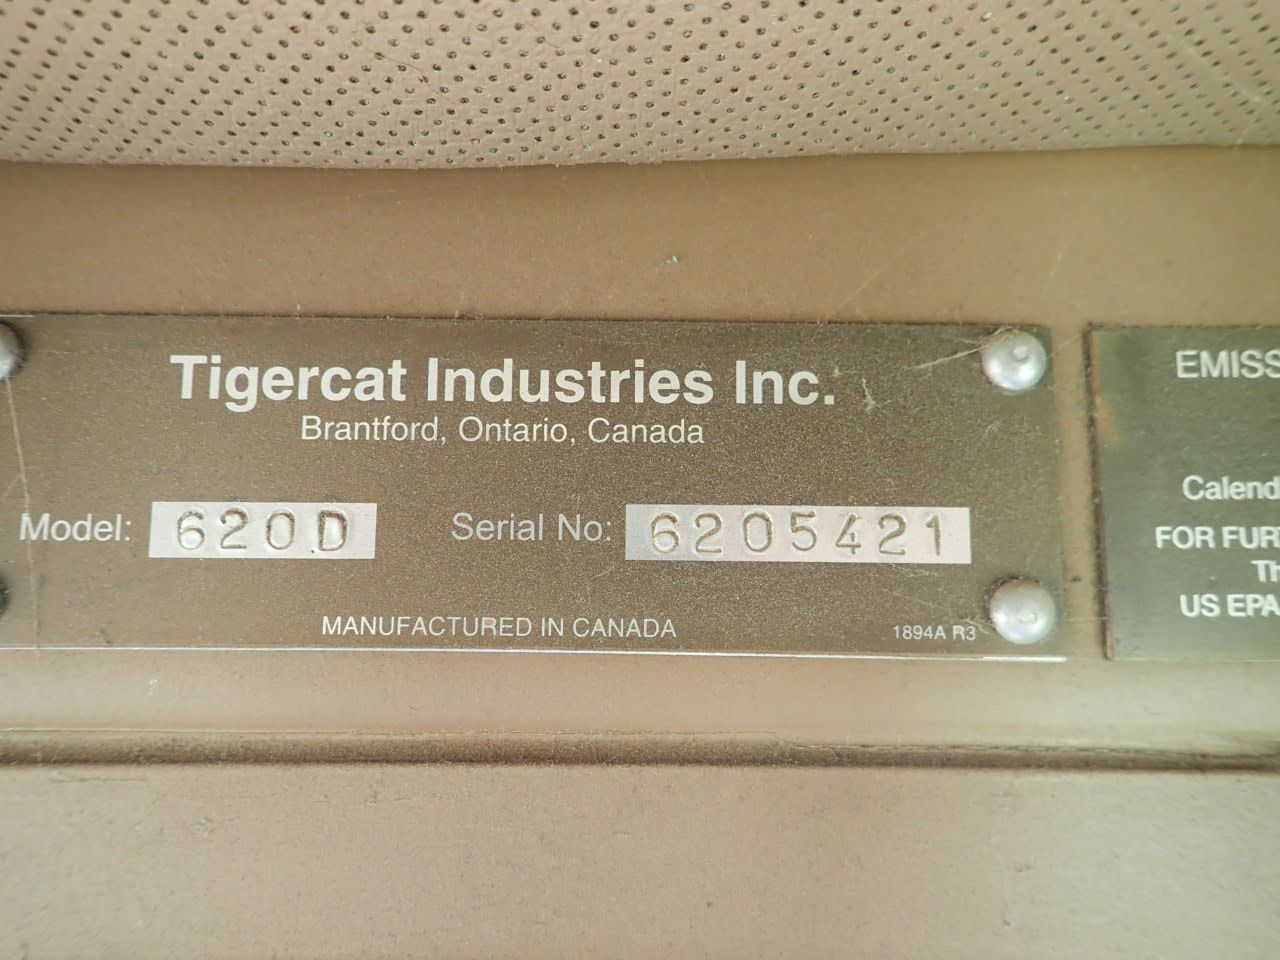 Tigercat Industries Inc.
Brantford, Ontario, Canada
Model: 620D Serial No: 6205421
MANUFACTURED IN CANADA 1894A R3
EMISS
Calend
FOR FUR
Th
US EPA